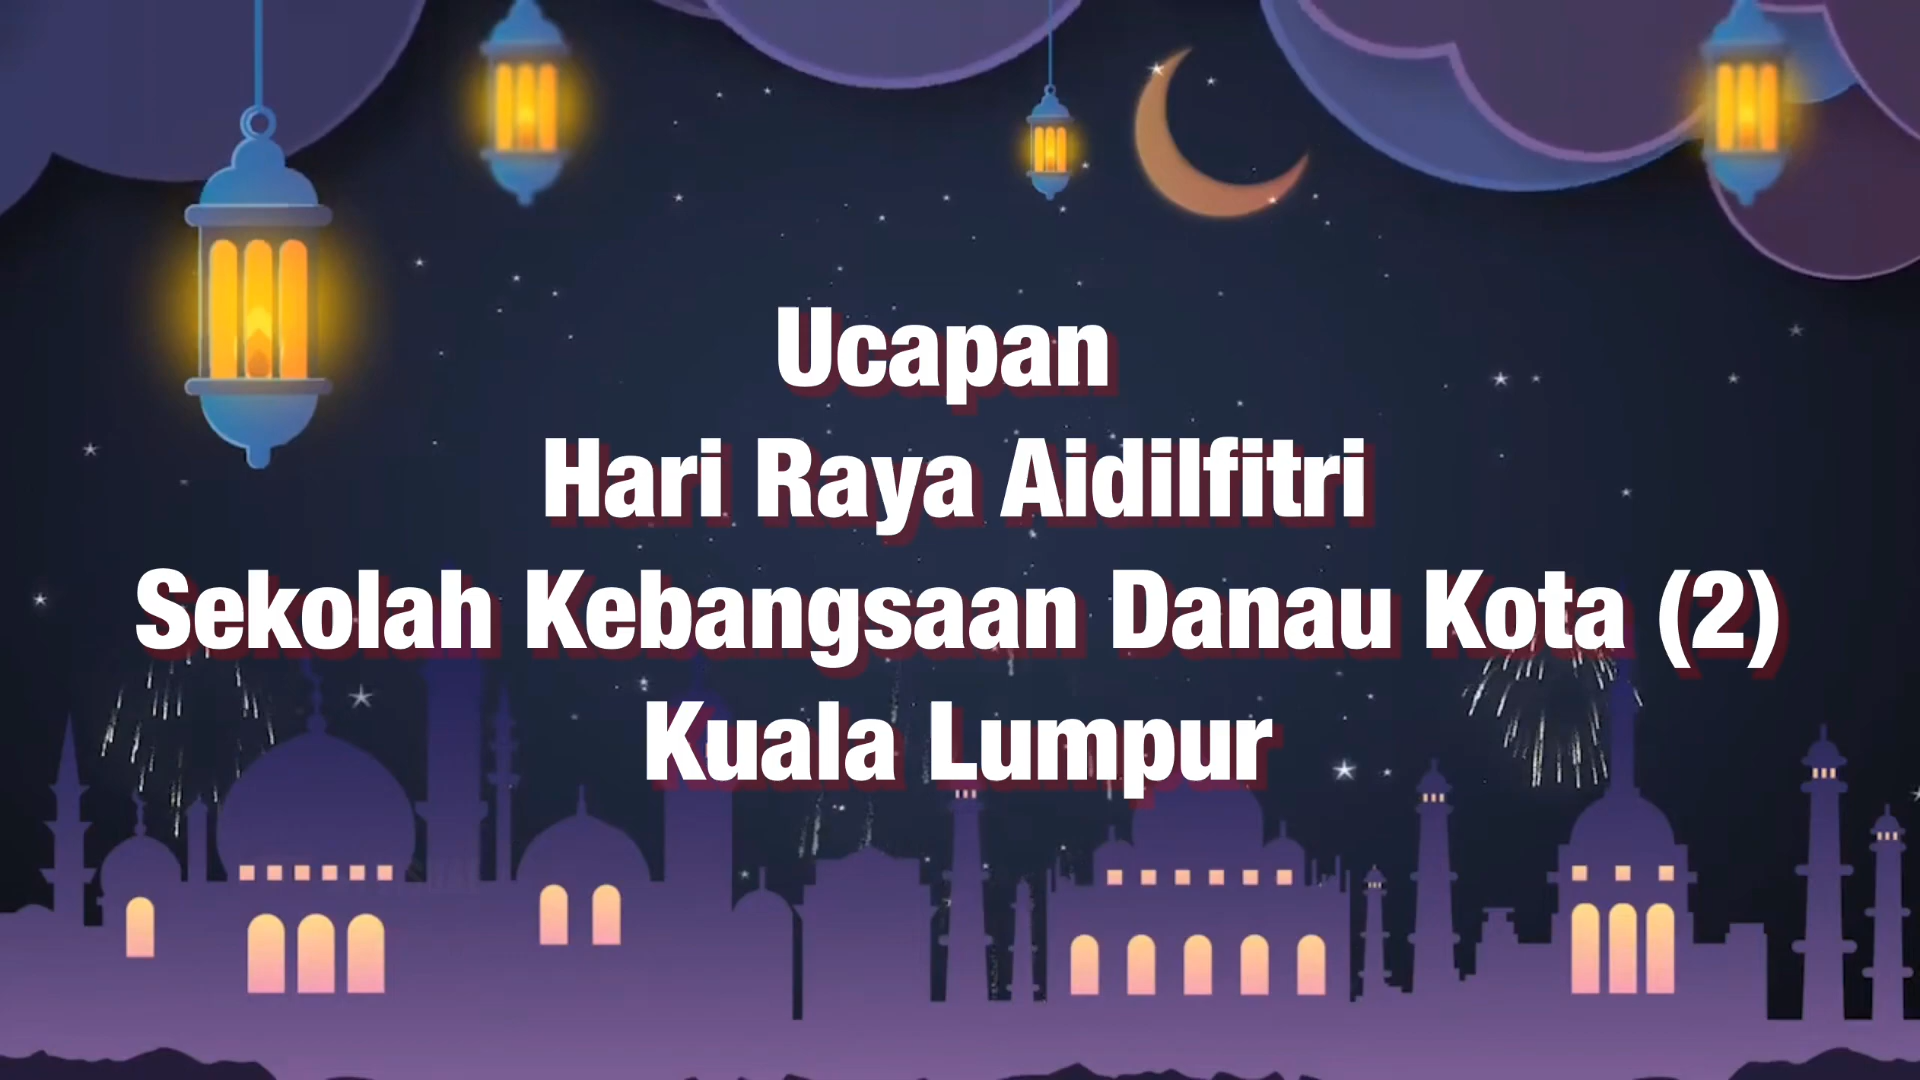 Ucapan
Hari Raya Aidilfitri
Sekolah Kebangsaan Danau Kota (2)
Kuala Lumpur